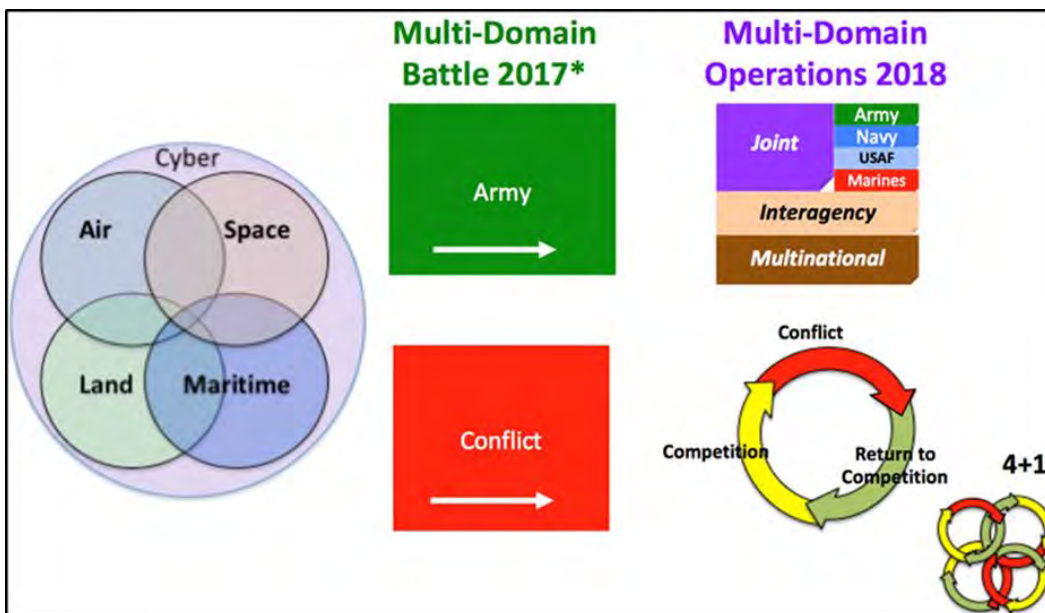 Multi-Domain
Battle 2017*
Multi-Domain
Operations 2018
Cyber
Air
Space
Land
Maritime
Army
Joint
Army
Navy
USAF
Marines
Interagency
Multinational
Conflict
Conflict
Competition
Return to
Competition
4+1